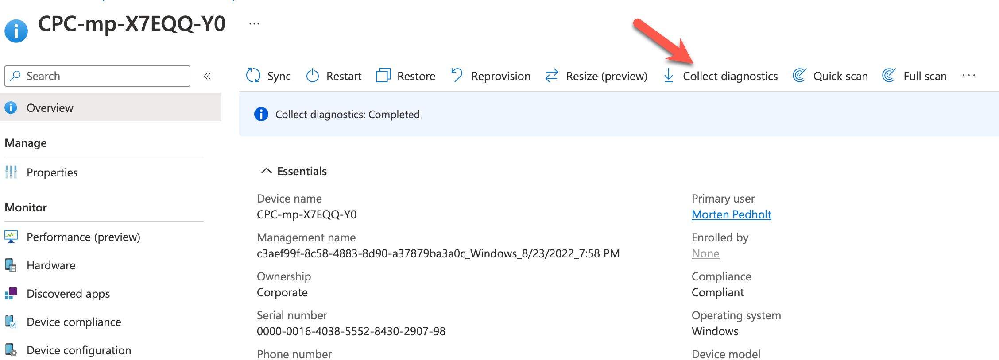 CPC-mp-X7EQQ-Y0 ...
Search «
Sync Restart Restore Reprovision Resize (preview) Collect diagnostics Quick scan Full scan ...
Overview
Collect diagnostics: Completed
Manage
Properties
Monitor
Performance (preview)
Hardware
Discovered apps
Device compliance
Device configuration
Essentials
Device name
CPC-mp-X7EQQ-Y0
Management name
c3aef99f-8c58-4883-8d90-a37879ba3a0c_Windows_8/23/2022_7:58 PM
Ownership
Corporate
Serial number
0000-0016-4038-5552-8430-2907-98
Phone number
Primary user
Morten Pedholt
Enrolled by
None
Compliance
Compliant
Operating system
Windows
Device model